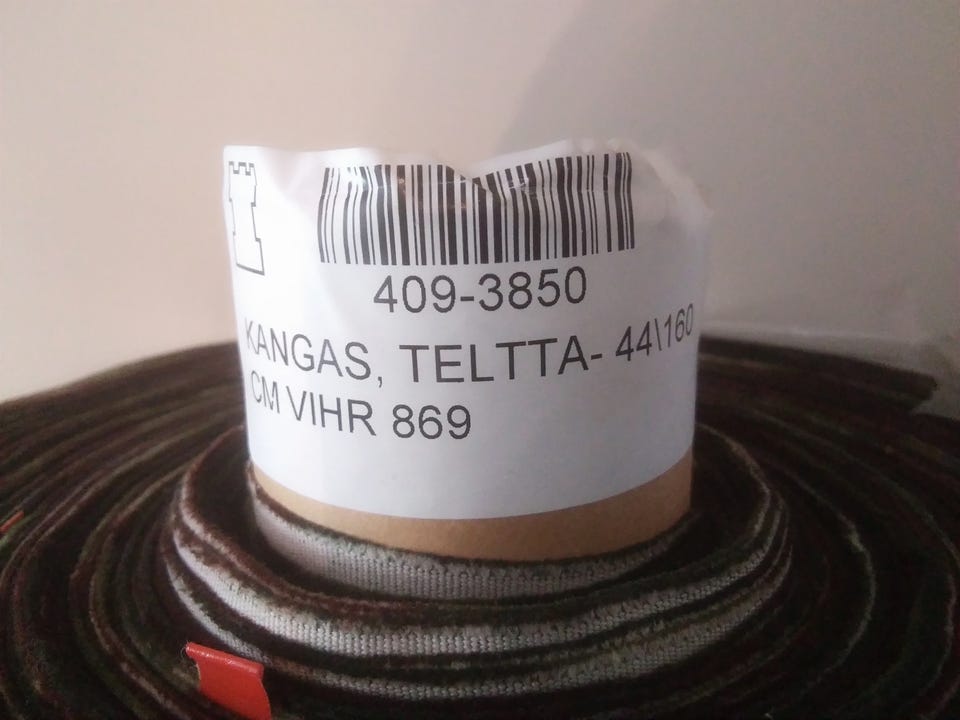 409-3850
KANGAS, TELTTA- 44\160
CM VIHR 869